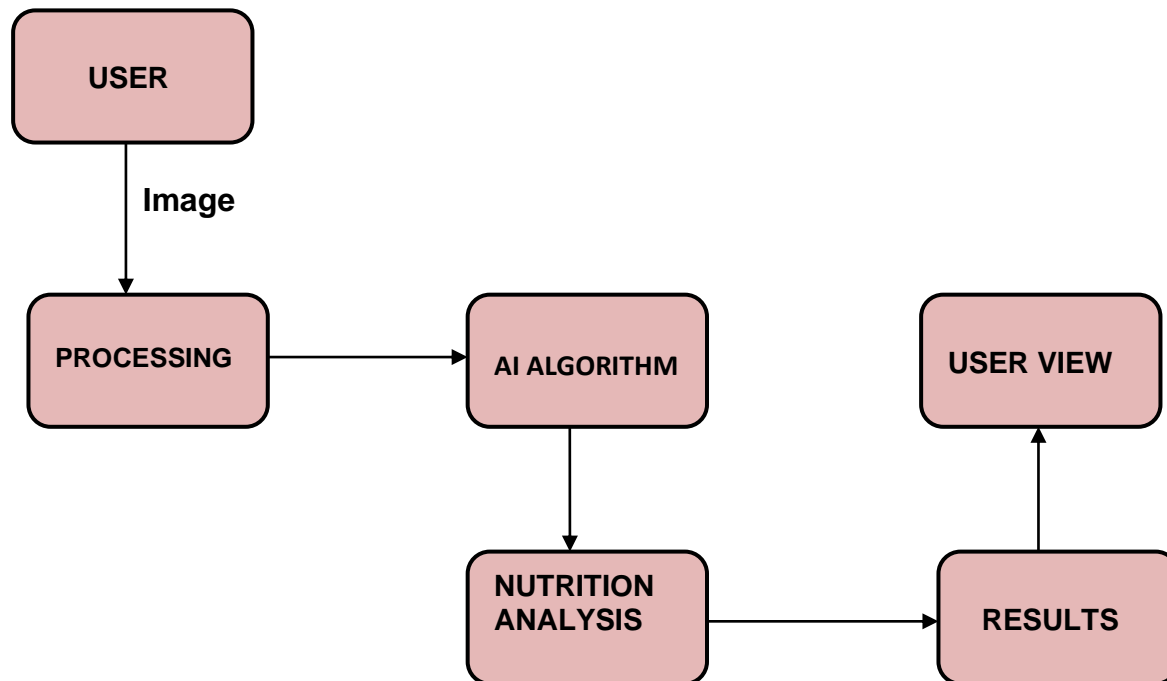 USER
Image
PROCESSING
AI ALGORITHM
USER VIEW
NUTRITION
ANALYSIS
RESULTS